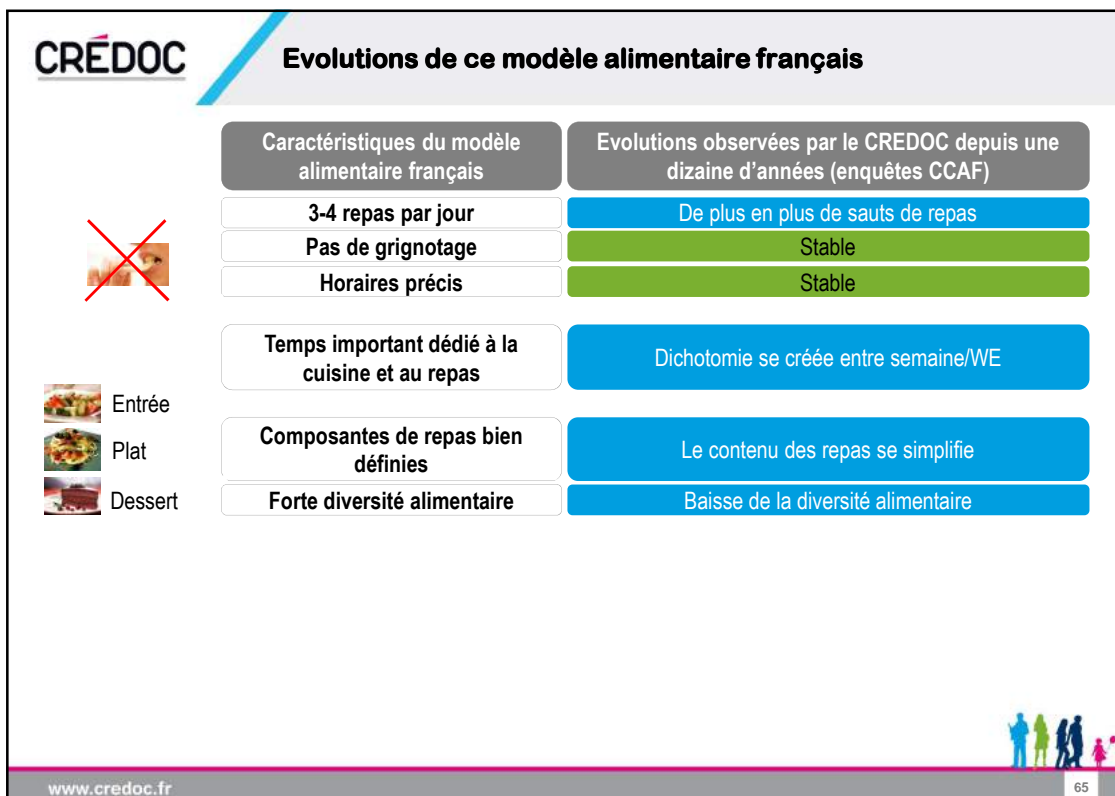 CRÉDOC
Evolutions de ce modèle alimentaire français
Caractéristiques du modèle
alimentaire français
Evolutions observées par le CREDOC depuis une
dizaine d'années (enquêtes CCAF)
3-4 repas par jour
De plus en plus de sauts de repas
Pas de grignotage
Stable
Horaires précis
Stable
Temps important dédié à la
cuisine et au repas
Dichotomie se créée entre semaine/WE
Entrée
Plat
Dessert
Composantes de repas bien
définies
Le contenu des repas se simplifie
Forte diversité alimentaire
Baisse de la diversité alimentaire
www.credoc.fr
65